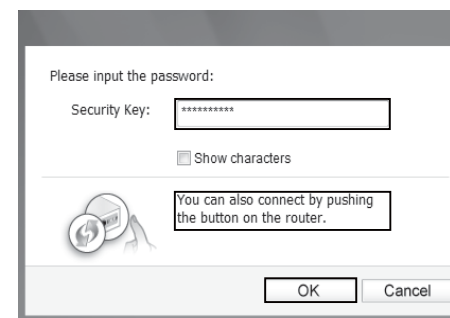 Please input the password:
Security Key: **********
Show characters
You can also connect by pushing
the button on the router.
OK Cancel